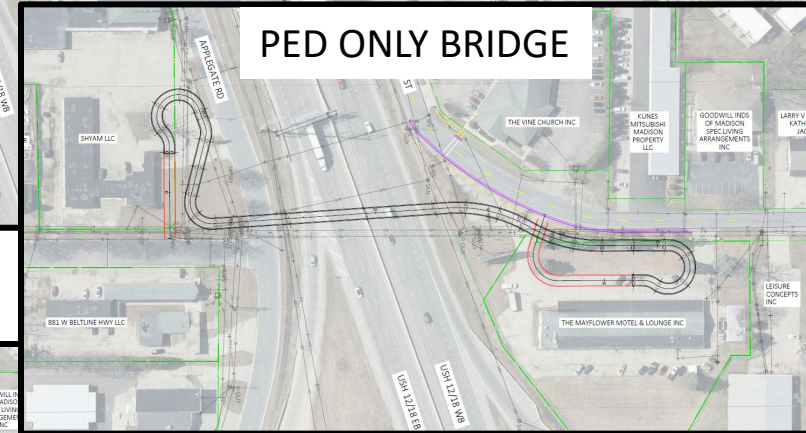 PED ONLY BRIDGE
/18 WB
APPLEGATE RD
ST
SHYAM LLC
THE VINE CHURCH INC
KUNES
MITSUBISHI
MADISON
PROPERTY
LLC
GOODWILL INDS
OF MADISON
SPEC LIVING
ARRANGEMENTS
INC
LARRY V
KATH
JAC
881 W BELTLINE HWY LLC
THE MAYFLOWER MOTEL & LOUNGE INC
LEISURE
CONCEPTS
INC
USH 12/18 EB
USH 12/18 WB
WILL IN
ADISO
LIVING
GEMEN
NC